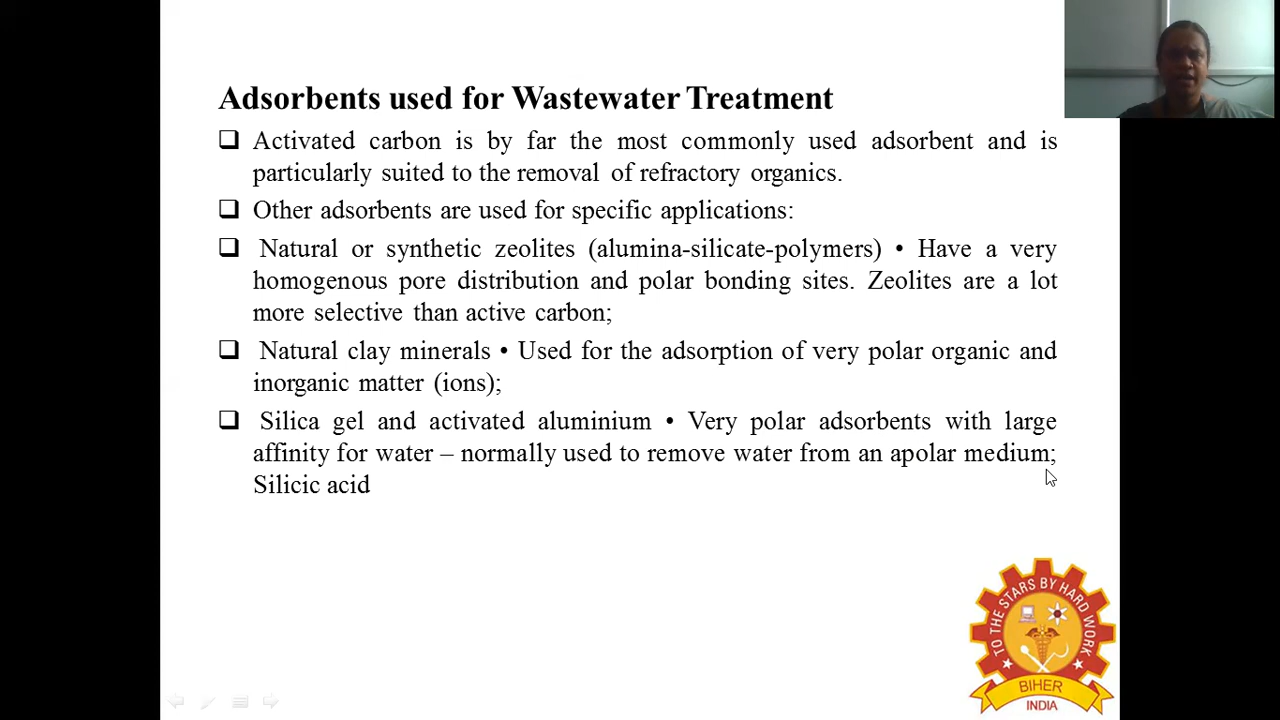 Adsorbents used for Wastewater Treatment
❑ Activated carbon is by far the most commonly used adsorbent and is
particularly suited to the removal of refractory organics.
❑ Other adsorbents are used for specific applications:
❑ Natural or synthetic zeolites (alumina-silicate-polymers) • Have a very
homogenous pore distribution and polar bonding sites. Zeolites are a lot
more selective than active carbon;
❑ Natural clay minerals • Used for the adsorption of very polar organic and
inorganic matter (ions);
❑ Silica gel and activated aluminium • Very polar adsorbents with large
affinity for water – normally used to remove water from an apolar medium;
Silicic acid
TO THE STARS BY HARD WORK
BIHER
INDIA